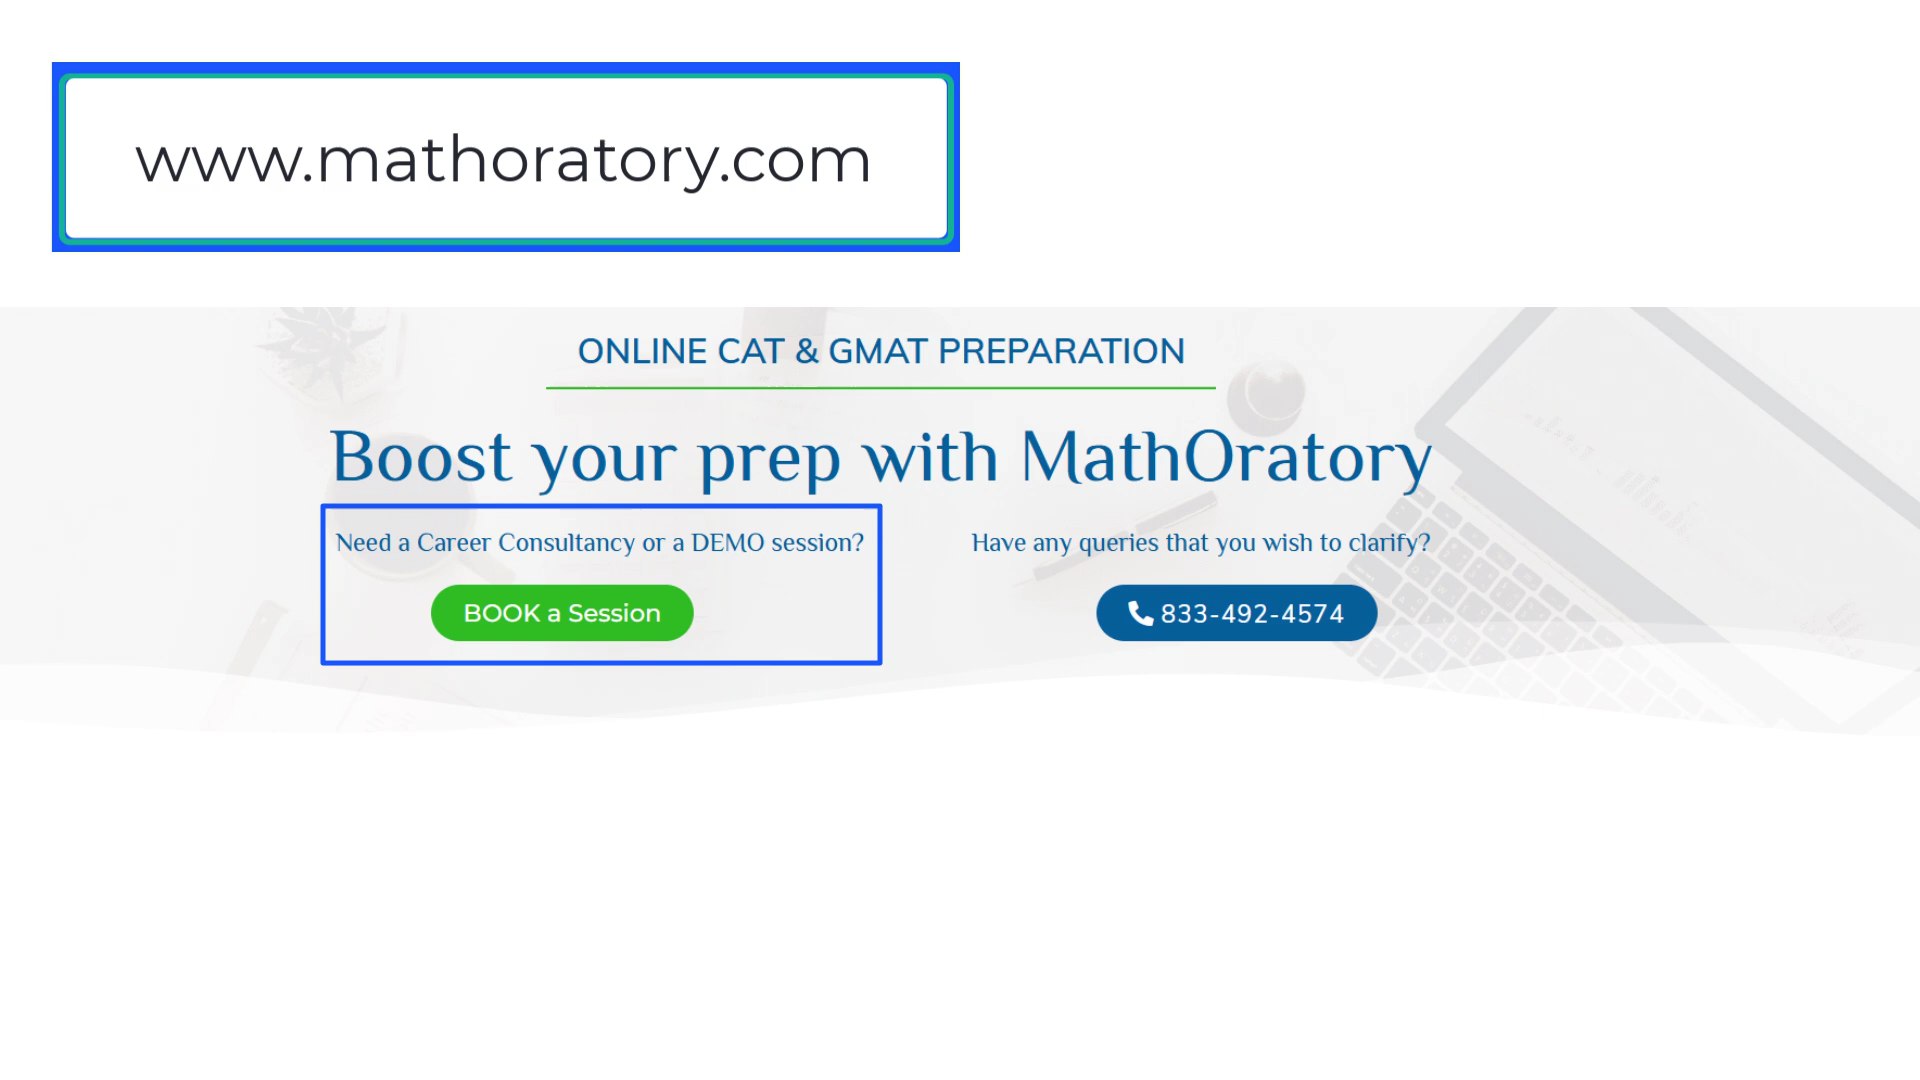 www.mathoratory.com
ONLINE CAT & GMAT PREPARATION
Boost your prep with MathOratory
Need a Career Consultancy or a DEMO session?
Have any queries that you wish to clarify?
BOOK a Session
833-492-4574